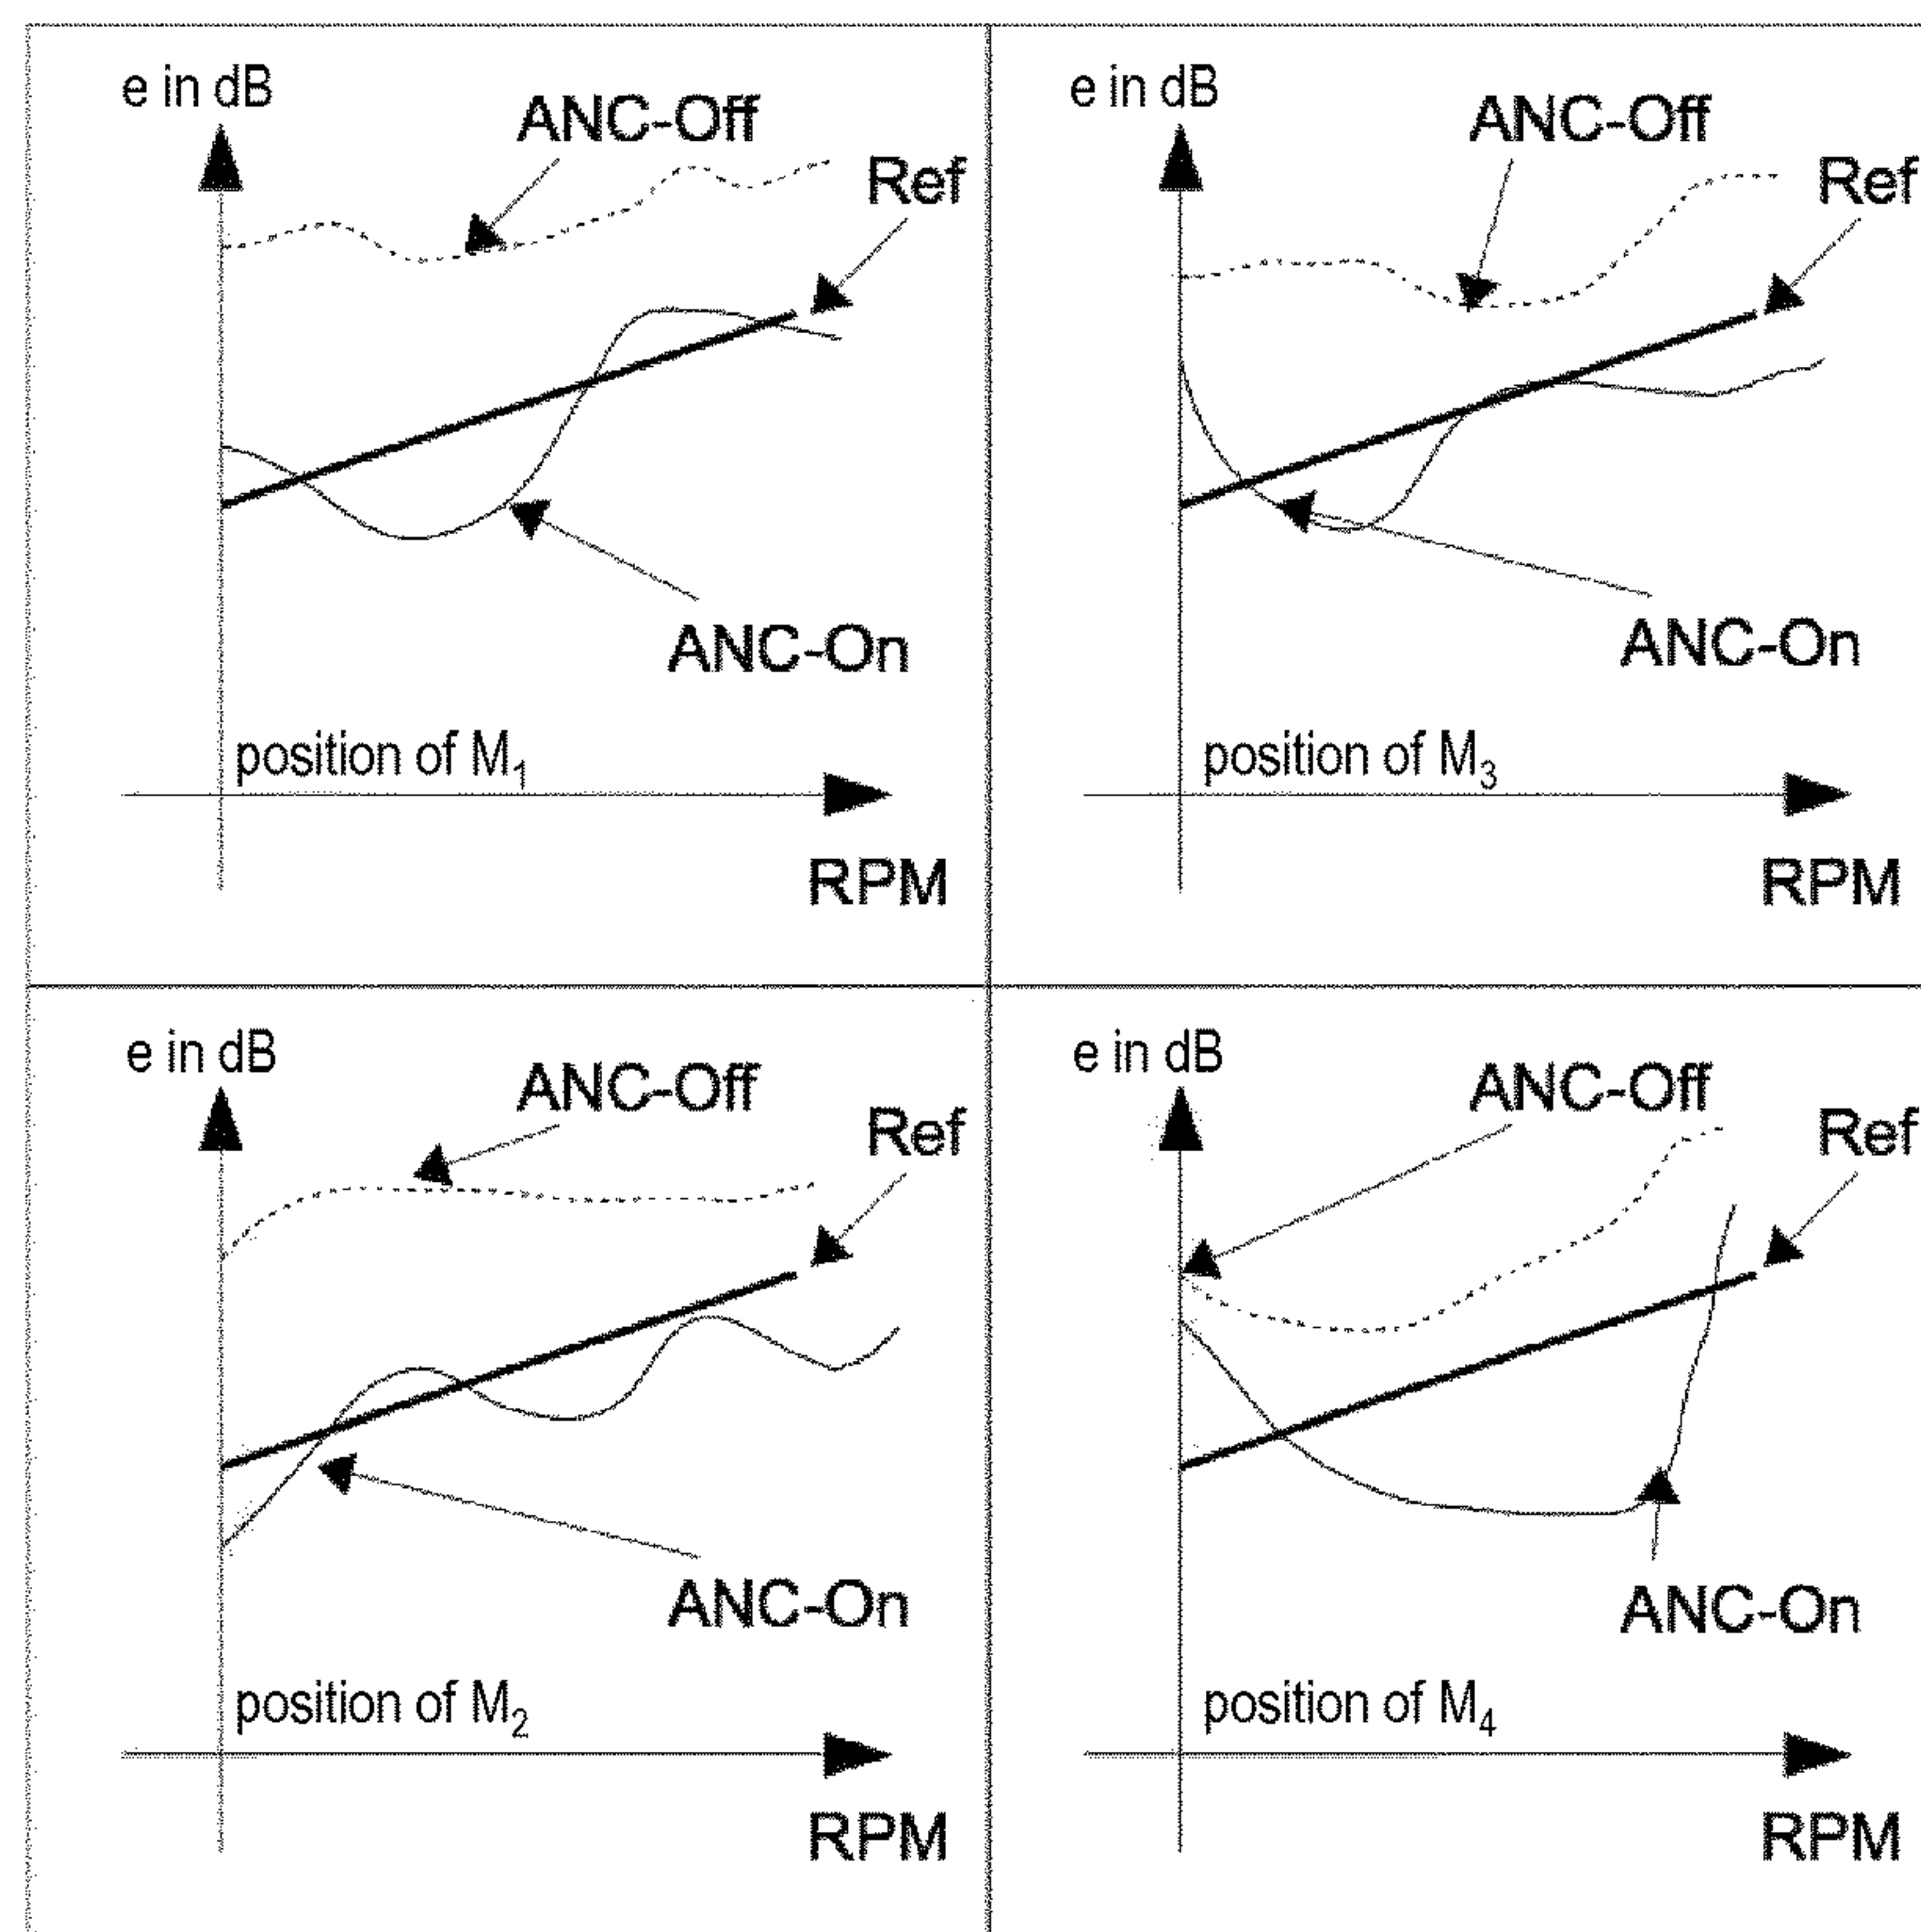 e in dB
ANC-Off
Ref
ANC-On
position of M₁
RPM
e in dB
ANC-Off
Ref
ANC-On
position of M₃
RPM
e in dB
ANC-Off
Ref
ANC-On
position of M₂
RPM
e in dB
ANC-Off
Ref
ANC-On
position of M₄
RPM